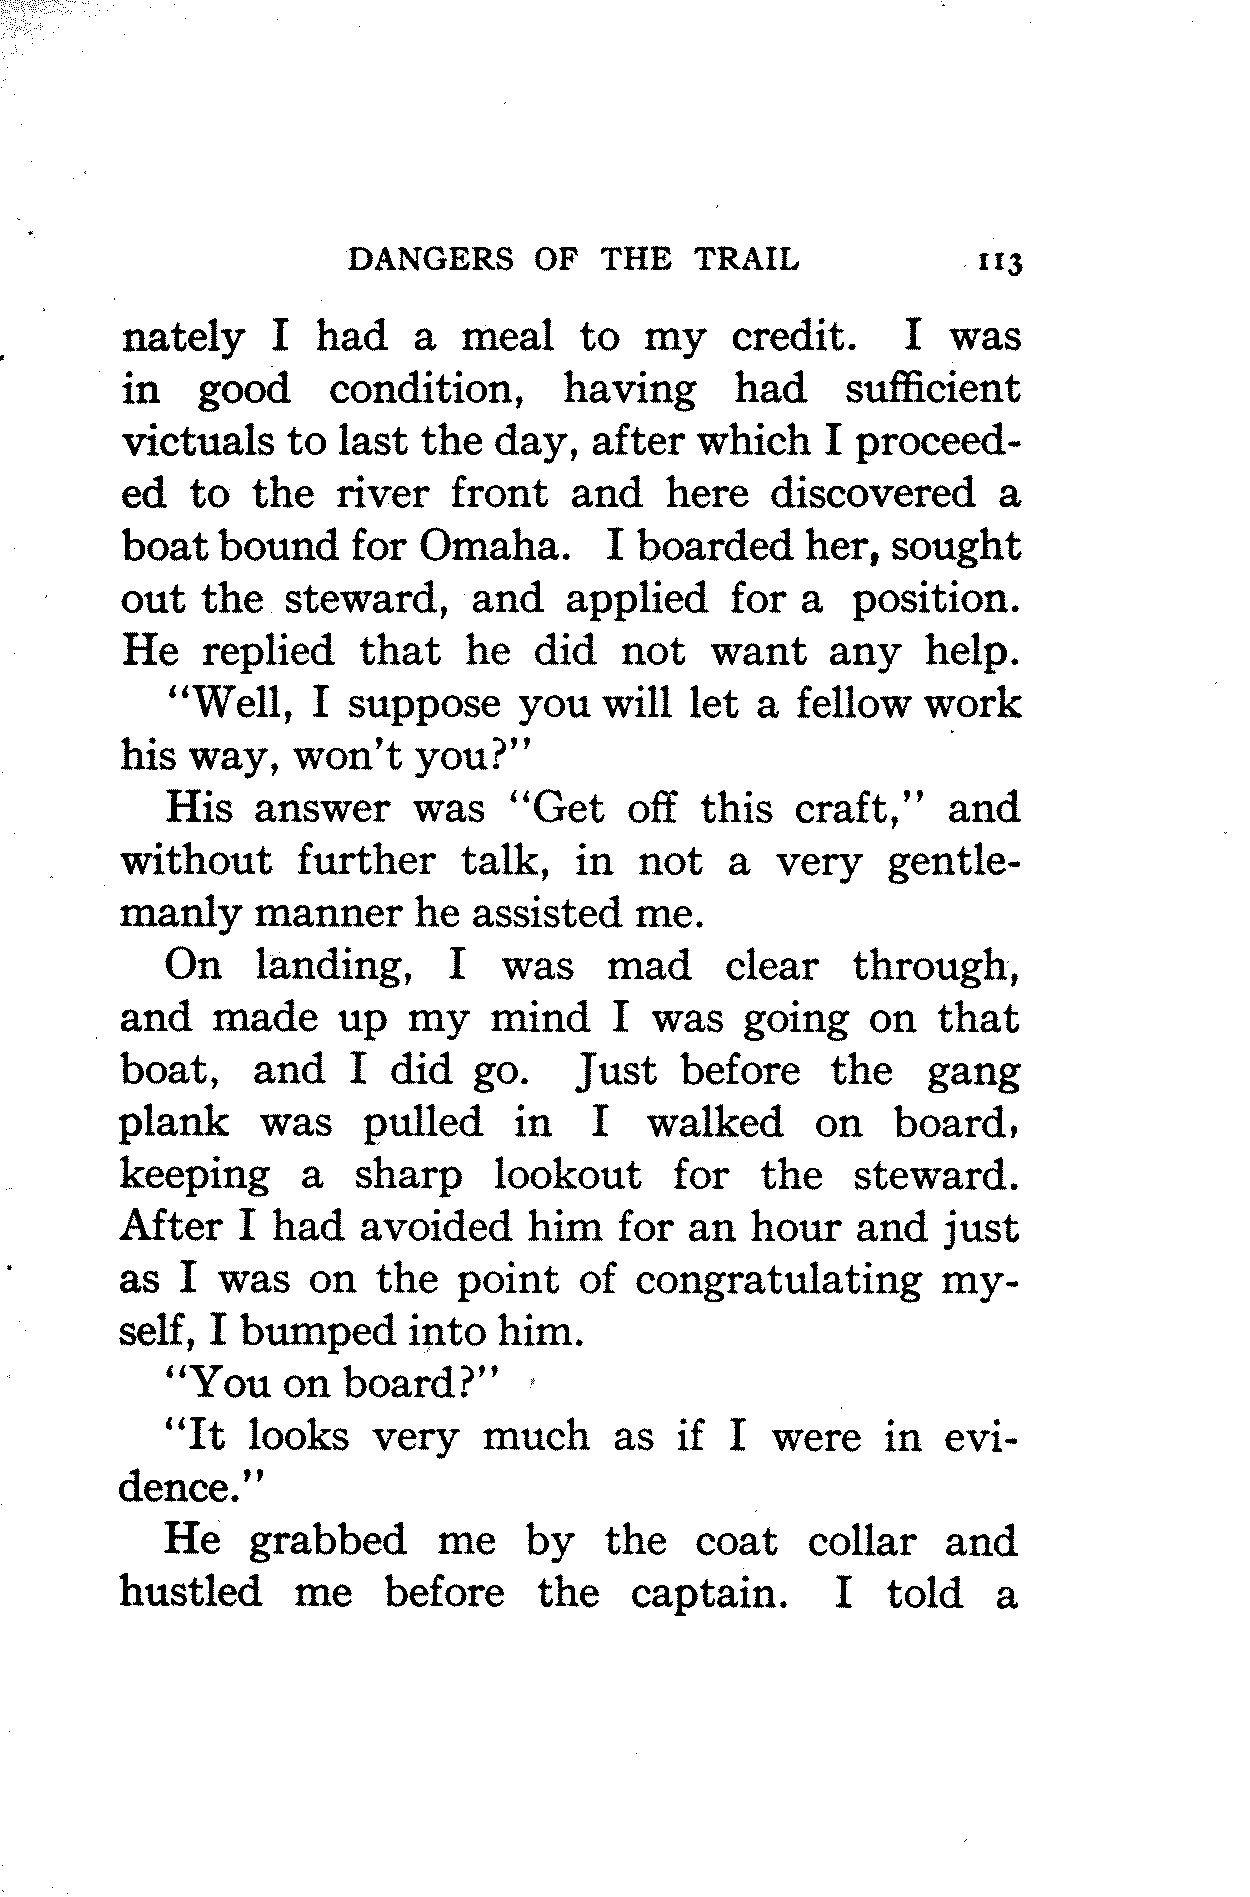 DANGERS OF THE TRAIL 113
nately I had a meal to my credit. I was
in good condition, having had sufficient
victuals to last the day, after which I proceed-
ed to the river front and here discovered a
boat bound for Omaha. I boarded her, sought
out the steward, and applied for a position.
He replied that he did not want any help.
"Well, I suppose you will let a fellow work
his way, won't you?"
His answer was "Get off this craft," and
without further talk, in not a very gentle-
manly manner he assisted me.
On landing, I was mad clear through,
and made up my mind I was going on that
boat, and I did go. Just before the gang
plank was pulled in I walked on board,
keeping a sharp lookout for the steward.
After I had avoided him for an hour and just
as I was on the point of congratulating my-
self, I bumped into him.
"You on board?"
"It looks very much as if I were in evi-
dence."
He grabbed me by the coat collar and
hustled me before the captain. I told a